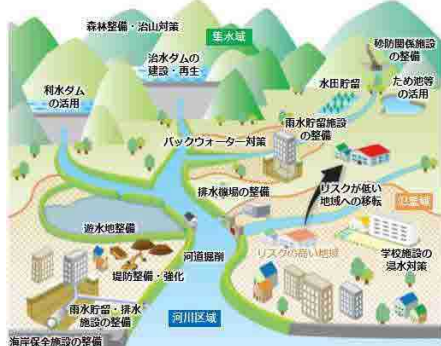 森林整備・治山対策
集水域
砂防関係施設
の整備
治水ダムの
建設・再生
水田貯留
ため池等
の活用
利水ダム
の活用
雨水貯留施設
の整備
バックウォーター対策
排水機場の整備
リスクが低い
地域への移転
氾濫域
遊水地整備
河道掘削
リスクの高い地域
学校施設の
浸水対策
堤防整備・強化
雨水貯留・排水
施設の整備
河川区域
海岸保全施設の整備